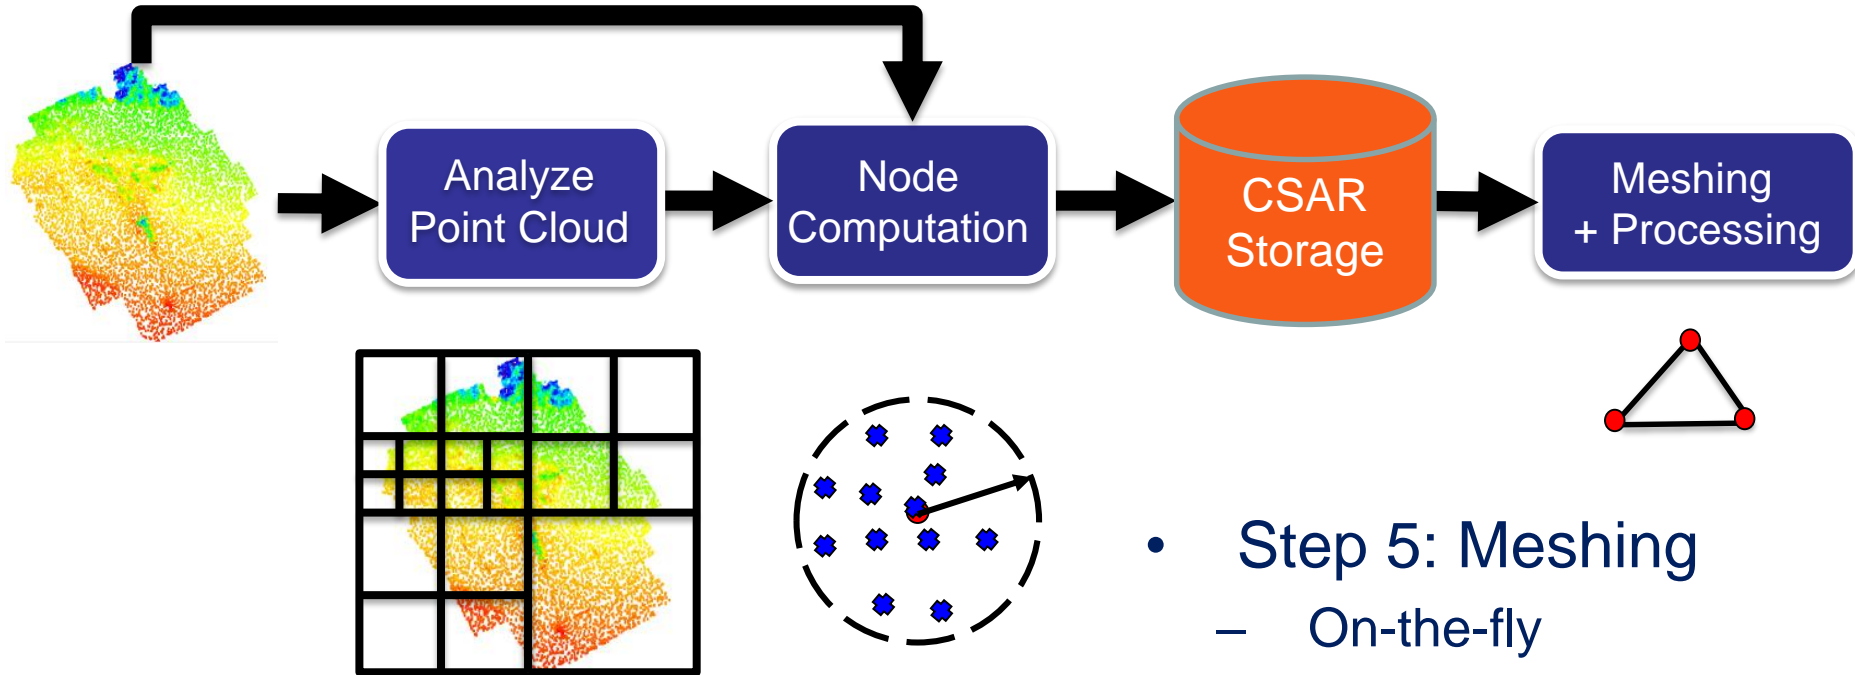 Analyze
Point Cloud
Node
Computation
CSAR
Storage
Meshing
+ Processing
• Step 5: Meshing
– On-the-fly